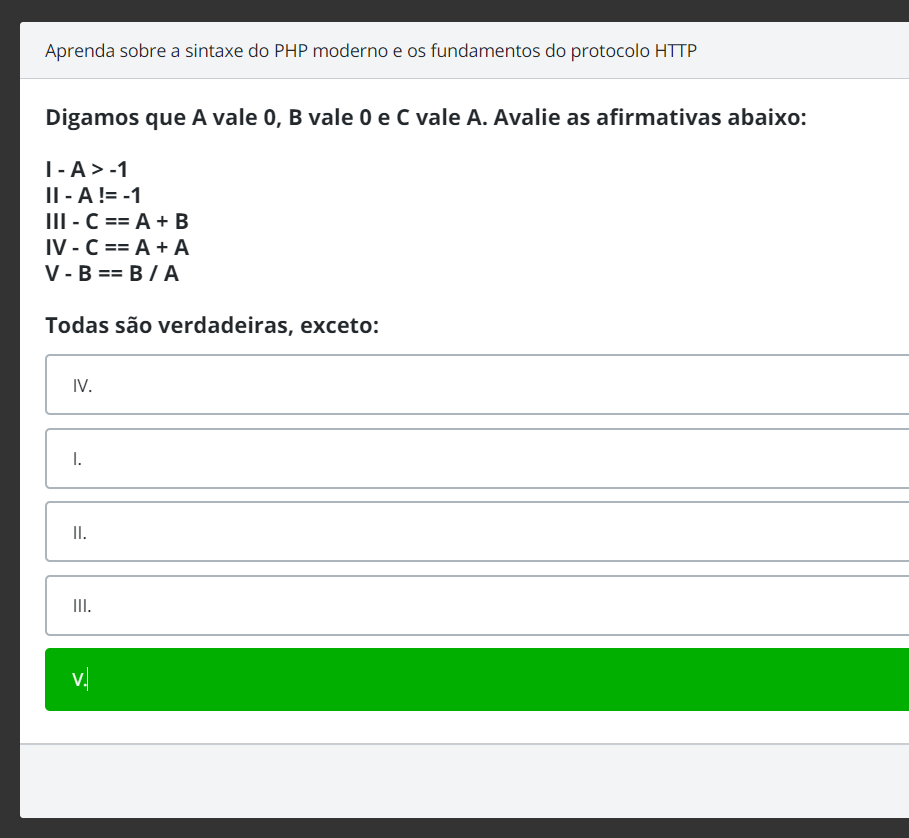 Aprenda sobre a sintaxe do PHP moderno e os fundamentos do protocolo HTTP
Digamos que A vale 0, B vale 0 e C vale A. Avalie as afirmativas abaixo:
I - A > -1
II - A != -1
III - C == A + B
IV - C == A + A
V - B == B / A
Todas são verdadeiras, exceto:
IV.
I.
II.
III.
V.